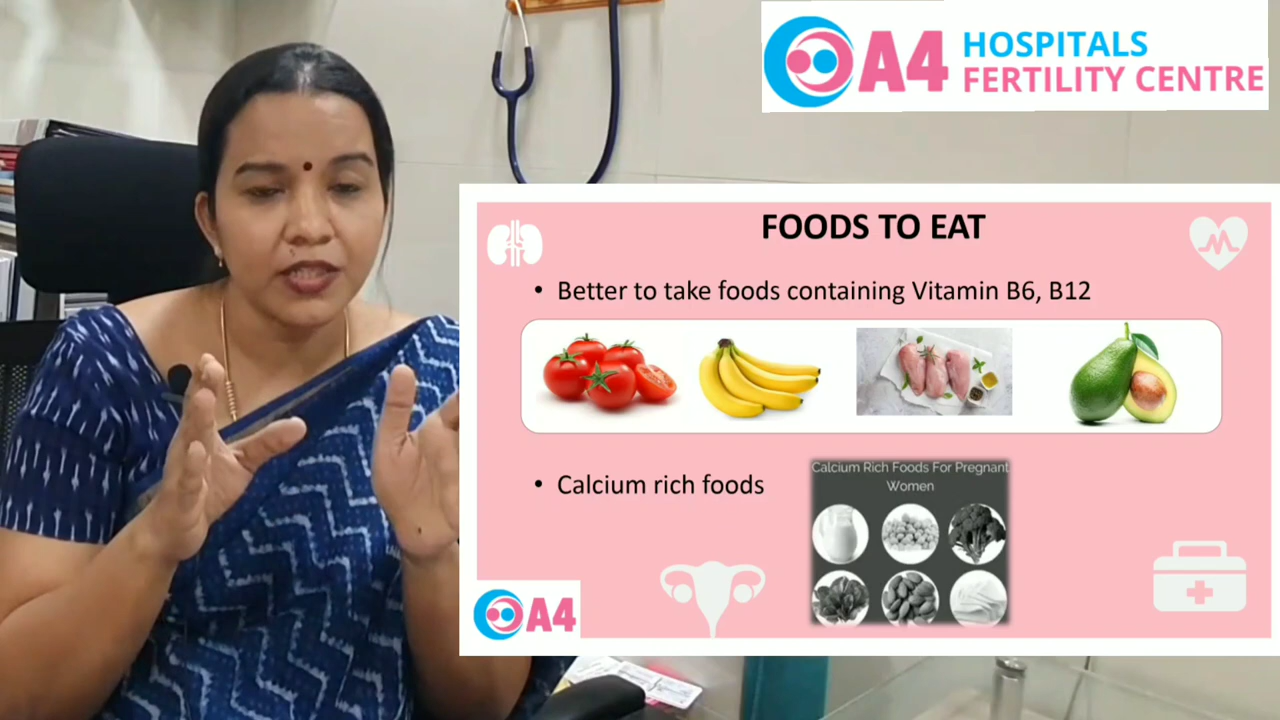 A4 HOSPITALS
FERTILITY CENTRE
FOODS TO EAT
• Better to take foods containing Vitamin B6, B12
• Calcium rich foods
Calcium Rich Foods For Pregnant
Women
A4